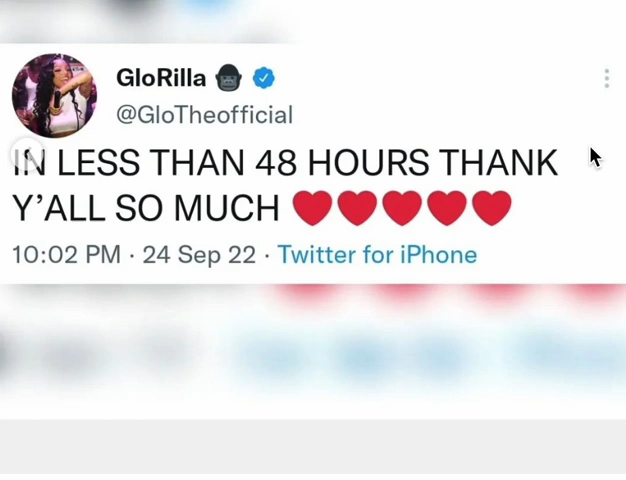 GloRilla 🦍
@GloTheofficial
IN LESS THAN 48 HOURS THANK
Y’ALL SO MUCH ❤️❤️❤️❤️❤️
10:02 PM · 24 Sep 22 · Twitter for iPhone